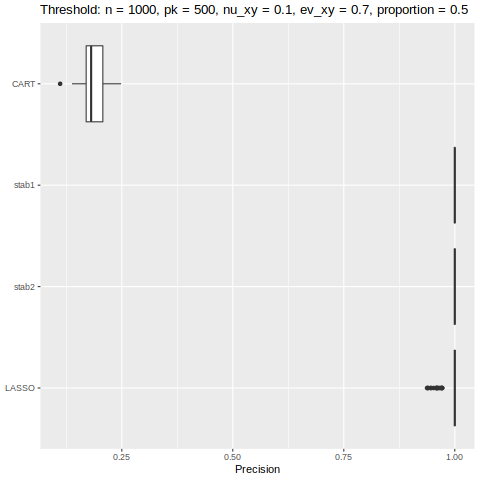 Threshold: n = 1000, pk = 500, nu_xy = 0.1, ev_xy = 0.7, proportion = 0.5
CART
stab1
stab2
LASSO
0.25 0.50 0.75 1.00
Precision